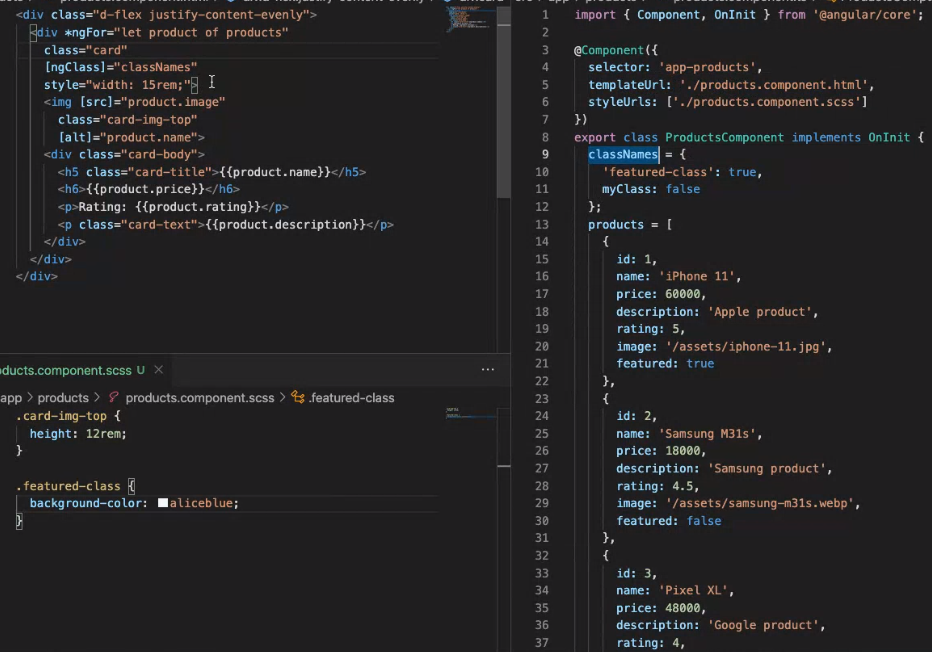 <div class="d-flex justify-content-evenly">
<div *ngFor="let product of products"
class="card"
[ngClass]="classNames"
style="width: 15rem;">
<img [src]="product.image"
class="card-img-top"
[alt]="product.name">
<div class="card-body">
<h5 class="card-title">{{product.name}}</h5>
<h6>{{product.price}}</h6>
<p>Rating: {{product.rating}}</p>
<p class="card-text">{{product.description}}</p>
</div>
</div>
</div>
products.component.scss U ×
app > products > products.component.scss > .featured-class
.card-img-top {
height: 12rem;
}
.featured-class {
background-color: aliceblue;
}
1 import { Component, OnInit } from '@angular/core';
2
3 @Component({
4 selector: 'app-products',
5 templateUrl: './products.component.html',
6 styleUrls: ['./products.component.scss']
7 })
8 export class ProductsComponent implements OnInit {
9 classNames = {
10 'featured-class': true,
11 myClass: false
12 };
13 products = [
14 {
15 id: 1,
16 name: 'iPhone 11',
17 price: 60000,
18 description: 'Apple product',
19 rating: 5,
20 image: '/assets/iphone-11.jpg',
21 featured: true
22 },
23 {
24 id: 2,
25 name: 'Samsung M31s',
26 price: 18000,
27 description: 'Samsung product',
28 rating: 4.5,
29 image: '/assets/samsung-m31s.webp',
30 featured: false
31 },
32 {
33 id: 3,
34 name: 'Pixel XL',
35 price: 48000,
36 description: 'Google product',
37 rating: 4,